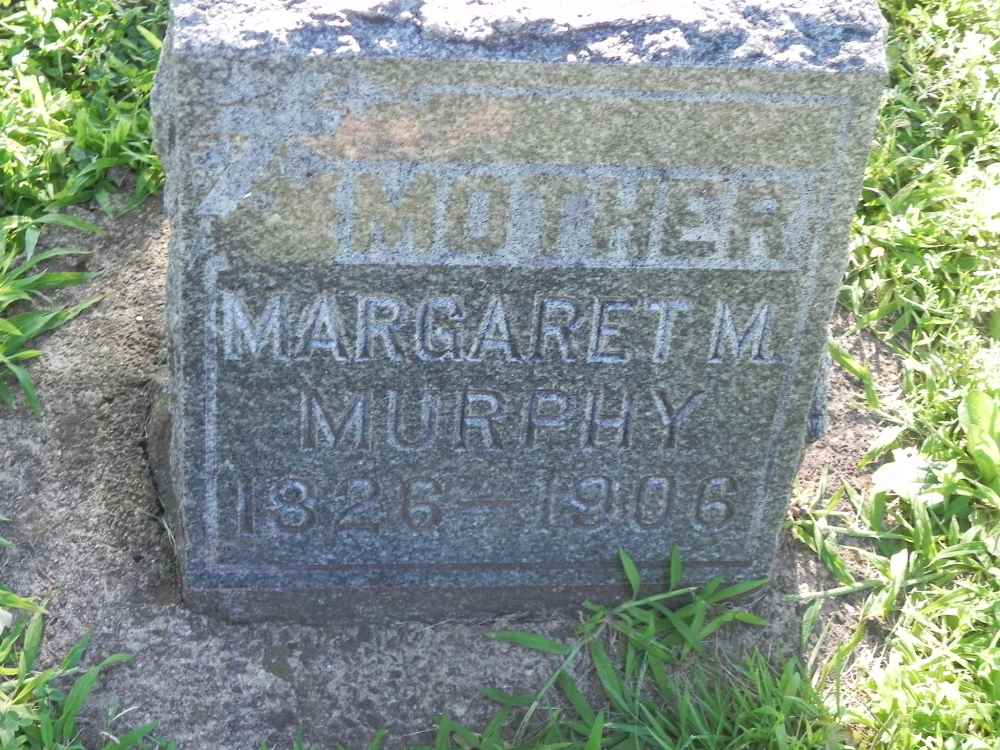 MOTHER
MARGARET M.
MURPHY
1826-1906